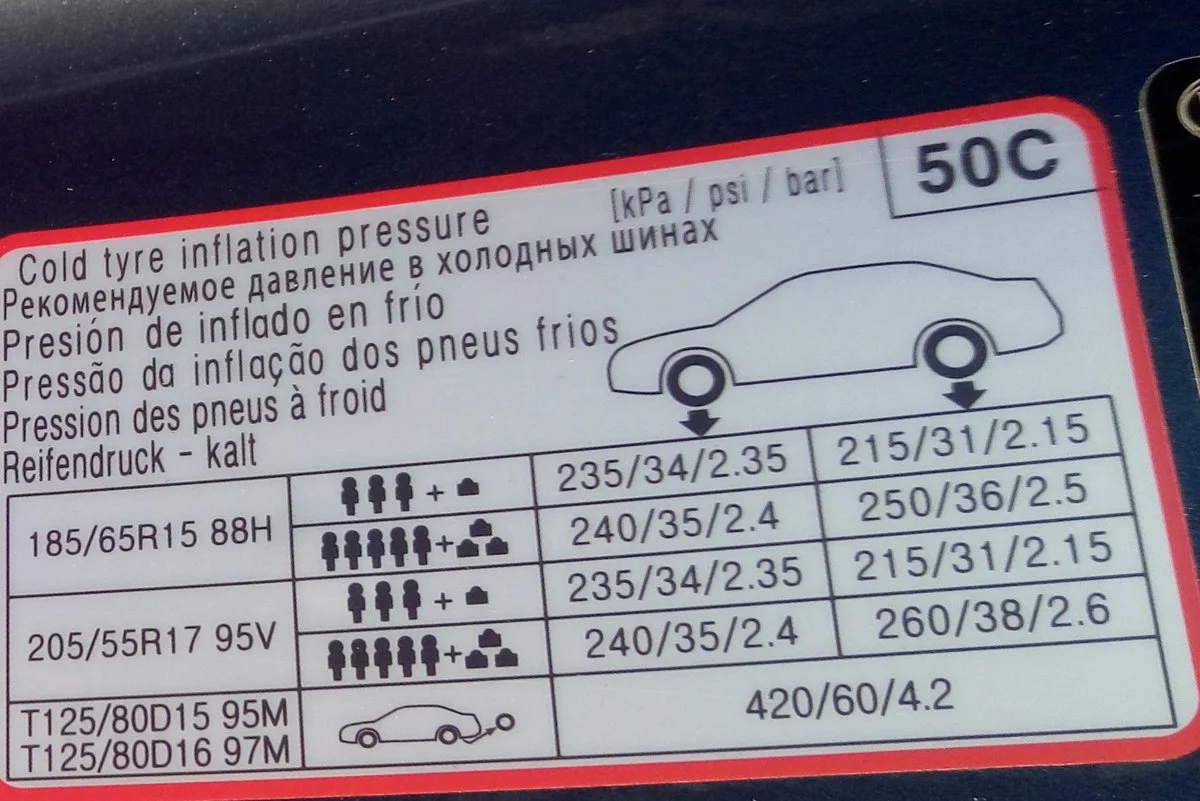 50C
Cold tyre inflation pressure [kPa / psi / bar]
Рекомендуемое давление в холодных шинах
Presión de inflado en frío
Pressão da inflação dos pneus frios
Pression des pneus à froid
Reifendruck - kalt
185/65R15 88H
+ 235/34/2.35 215/31/2.15
+ 240/35/2.4 250/36/2.5
205/55R17 95V
+ 235/34/2.35 215/31/2.15
+ 240/35/2.4 260/38/2.6
T125/80D15 95M
T125/80D16 97M
420/60/4.2